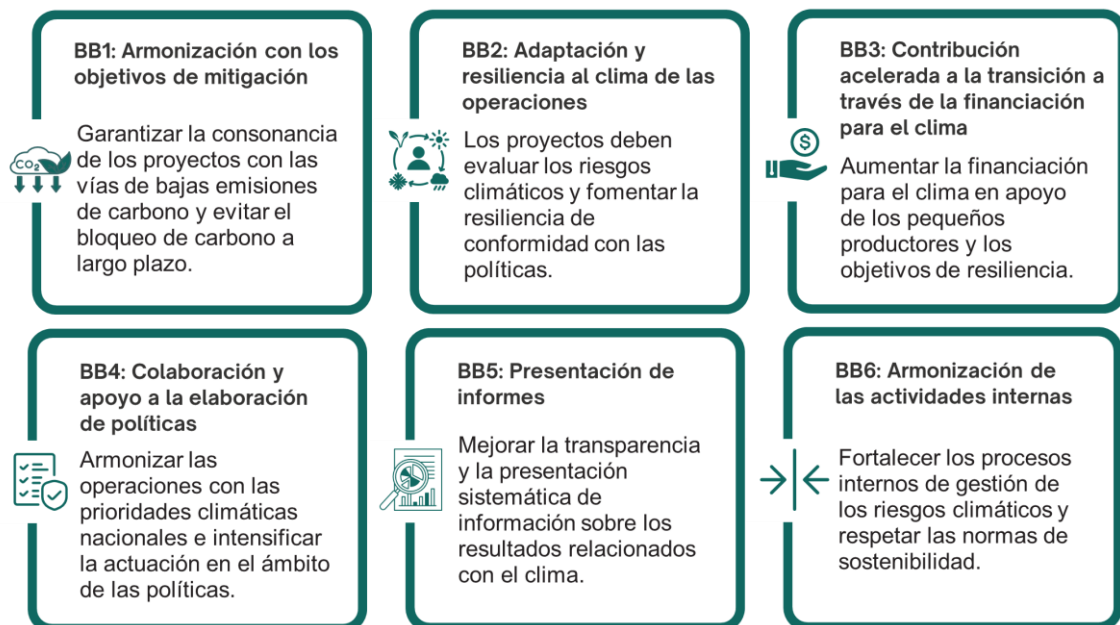 BB1: Armonización con los
objetivos de mitigación
CO₂
Garantizar la consonancia
de los proyectos con las
vías de bajas emisiones
de carbono y evitar el
bloqueo de carbono a
largo plazo.
BB2: Adaptación y
resiliencia al clima de las
operaciones
Los proyectos deben
evaluar los riesgos
climáticos y fomentar la
resiliencia de
conformidad con las
políticas.
BB3: Contribución
acelerada a la transición a
través de la financiación
para el clima
$
Aumentar la financiación
para el clima en apoyo
de los pequeños
productores y los
objetivos de resiliencia.
BB4: Colaboración y
apoyo a la elaboración
de políticas
Armonizar las
operaciones con las
prioridades climáticas
nacionales e intensificar
la actuación en el ámbito
de las políticas.
BB5: Presentación de
informes
Mejorar la transparencia
y la presentación
sistemática de
información sobre los
resultados relacionados
con el clima.
BB6: Armonización de
las actividades internas
Fortalecer los procesos
internos de gestión de
los riesgos climáticos y
respetar las normas de
sostenibilidad.